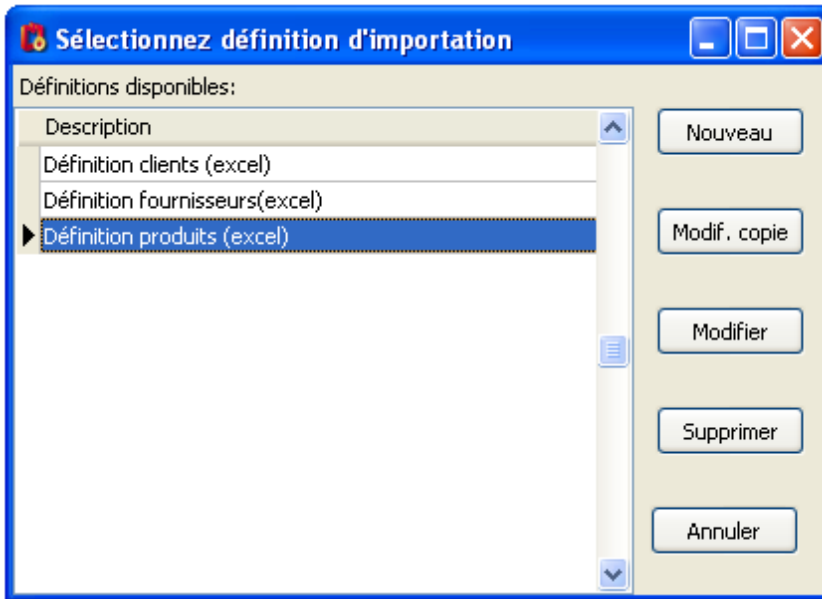 Sélectionnez définition d'importation
Définitions disponibles:
Description
Définition clients (excel)
Définition fournisseurs(excel)
Définition produits (excel)
Nouveau
Modif. copie
Modifier
Supprimer
Annuler